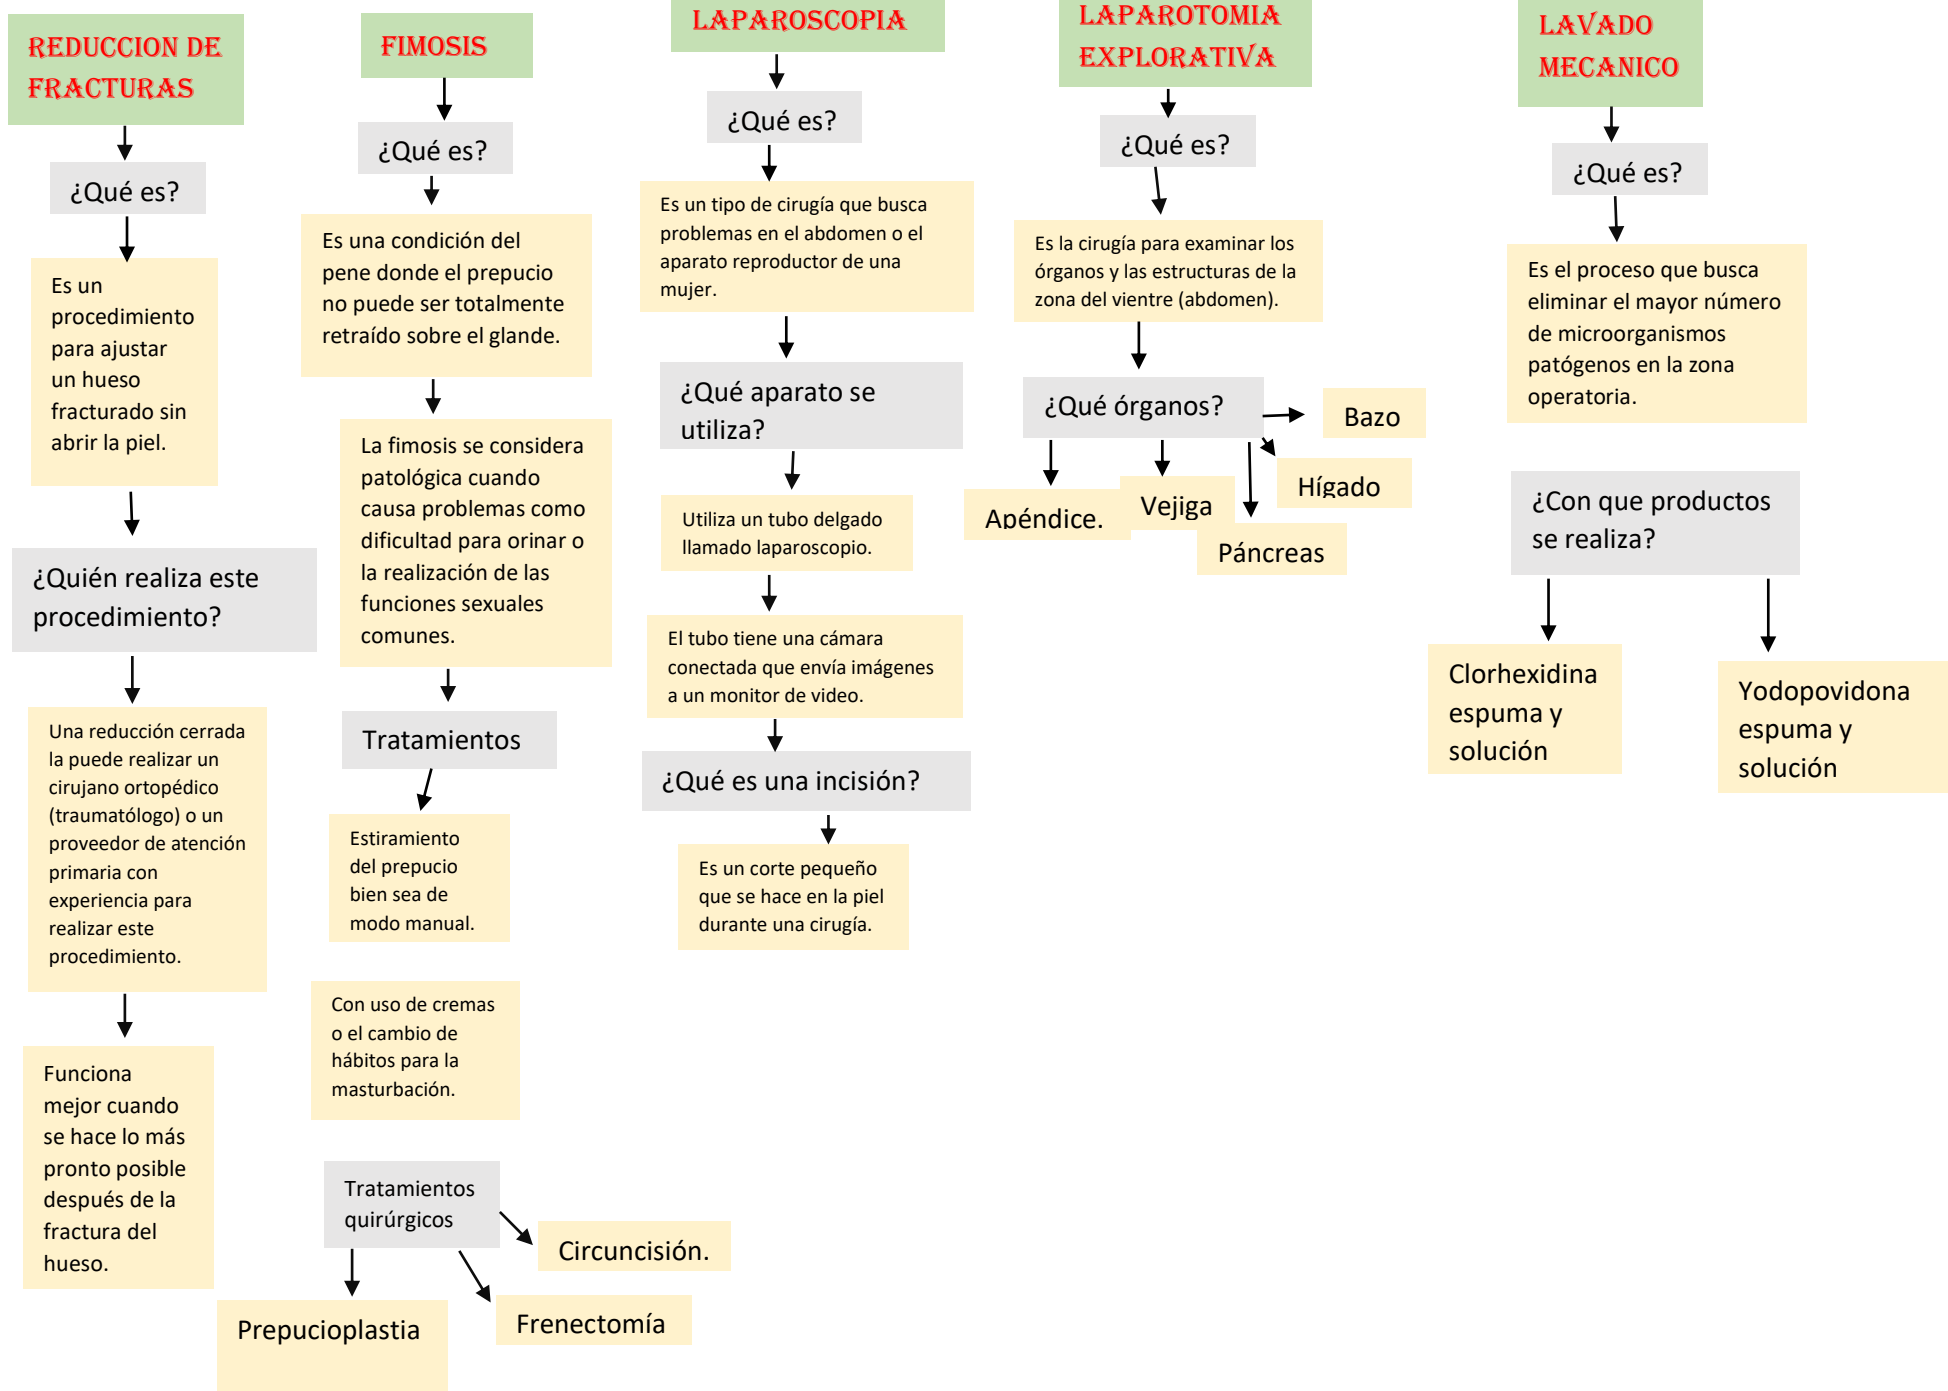 REDUCCION DE
FRACTURAS
¿Qué es?
Es un
procedimiento
para ajustar
un hueso
fracturado sin
abrir la piel.
¿Quién realiza este
procedimiento?
Una reducción cerrada
la puede realizar un
cirujano ortopédico
(traumatólogo) o un
proveedor de atención
primaria con
experiencia para
realizar este
procedimiento.
Funciona
mejor cuando
se hace lo más
pronto posible
después de la
fractura del
hueso.
FIMOSIS
¿Qué es?
Es una condición del
pene donde el prepucio
no puede ser totalmente
retraído sobre el glande.
La fimosis se considera
patológica cuando
causa problemas como
dificultad para orinar o
la realización de las
funciones sexuales
comunes.
Tratamientos
Estiramiento
del prepucio
bien sea de
modo manual.
Con uso de cremas
o el cambio de
hábitos para la
masturbación.
Tratamientos
quirúrgicos
Circuncisión.
Frenectomía
Prepucioplastia
LAPAROSCOPIA
¿Qué es?
Es un tipo de cirugía que busca
problemas en el abdomen o el
aparato reproductor de una
mujer.
¿Qué aparato se
utiliza?
Utiliza un tubo delgado
llamado laparoscopio.
El tubo tiene una cámara
conectada que envía imágenes
a un monitor de video.
¿Qué es una incisión?
Es un corte pequeño
que se hace en la piel
durante una cirugía.
LAPAROTOMIA
EXPLORATIVA
¿Qué es?
Es la cirugía para examinar los
órganos y las estructuras de la
zona del vientre (abdomen).
¿Qué órganos?
Bazo
Hígado
Páncreas
Vejiga
Apéndice.
LAVADO
MECANICO
¿Qué es?
Es el proceso que busca
eliminar el mayor número
de microorganismos
patógenos en la zona
operatoria.
¿Con que productos
se realiza?
Clorhexidina
espuma y
solución
Yodopovidona
espuma y
solución